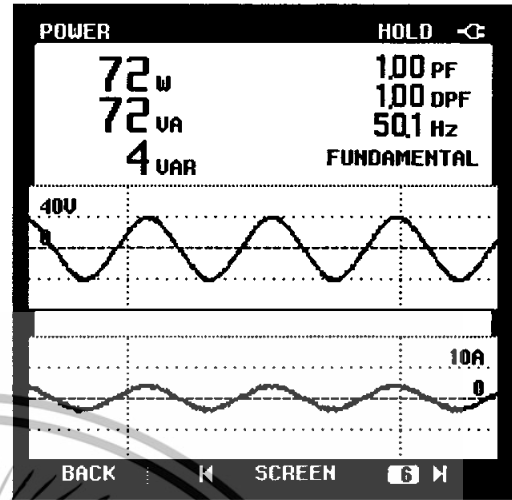 POWER HOLD
72 W 1.00 PF
72 VA 1.00 DPF
4 VAR 50.1 Hz
FUNDAMENTAL
40V
0
10A
0
BACK SCREEN 6